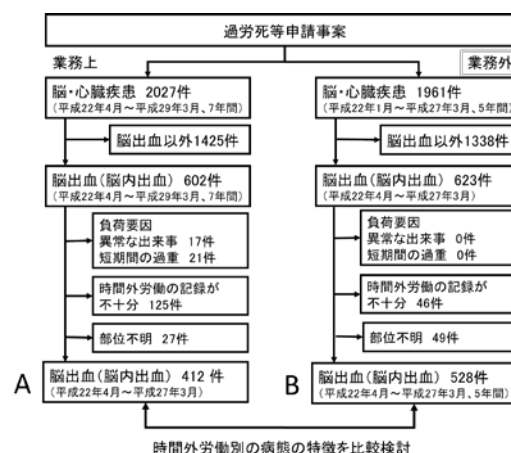 過労死等申請事案
業務上
業務外
脳・心臓疾患 2027件
(平成22年4月～平成29年3月、7年間)
脳・心臓疾患 1961件
(平成22年1月～平成27年3月、5年間)
脳出血以外1425件
脳出血以外1338件
脳出血(脳内出血) 602件
(平成22年4月～平成29年3月、7年間)
脳出血(脳内出血) 623件
(平成22年4月～平成27年3月)
負荷要因
異常な出来事 17件
短期間の過重 21件
負荷要因
異常な出来事 0件
短期間の過重 0件
時間外労働の記録が
不十分 125件
時間外労働の記録が
不十分 46件
部位不明 27件
部位不明 49件
A
脳出血(脳内出血) 412 件
(平成22年4月～平成27年3月)
B
脳出血(脳内出血) 528件
(平成22年4月～平成27年3月、5年間)
時間外労働別の病態の特徴を比較検討